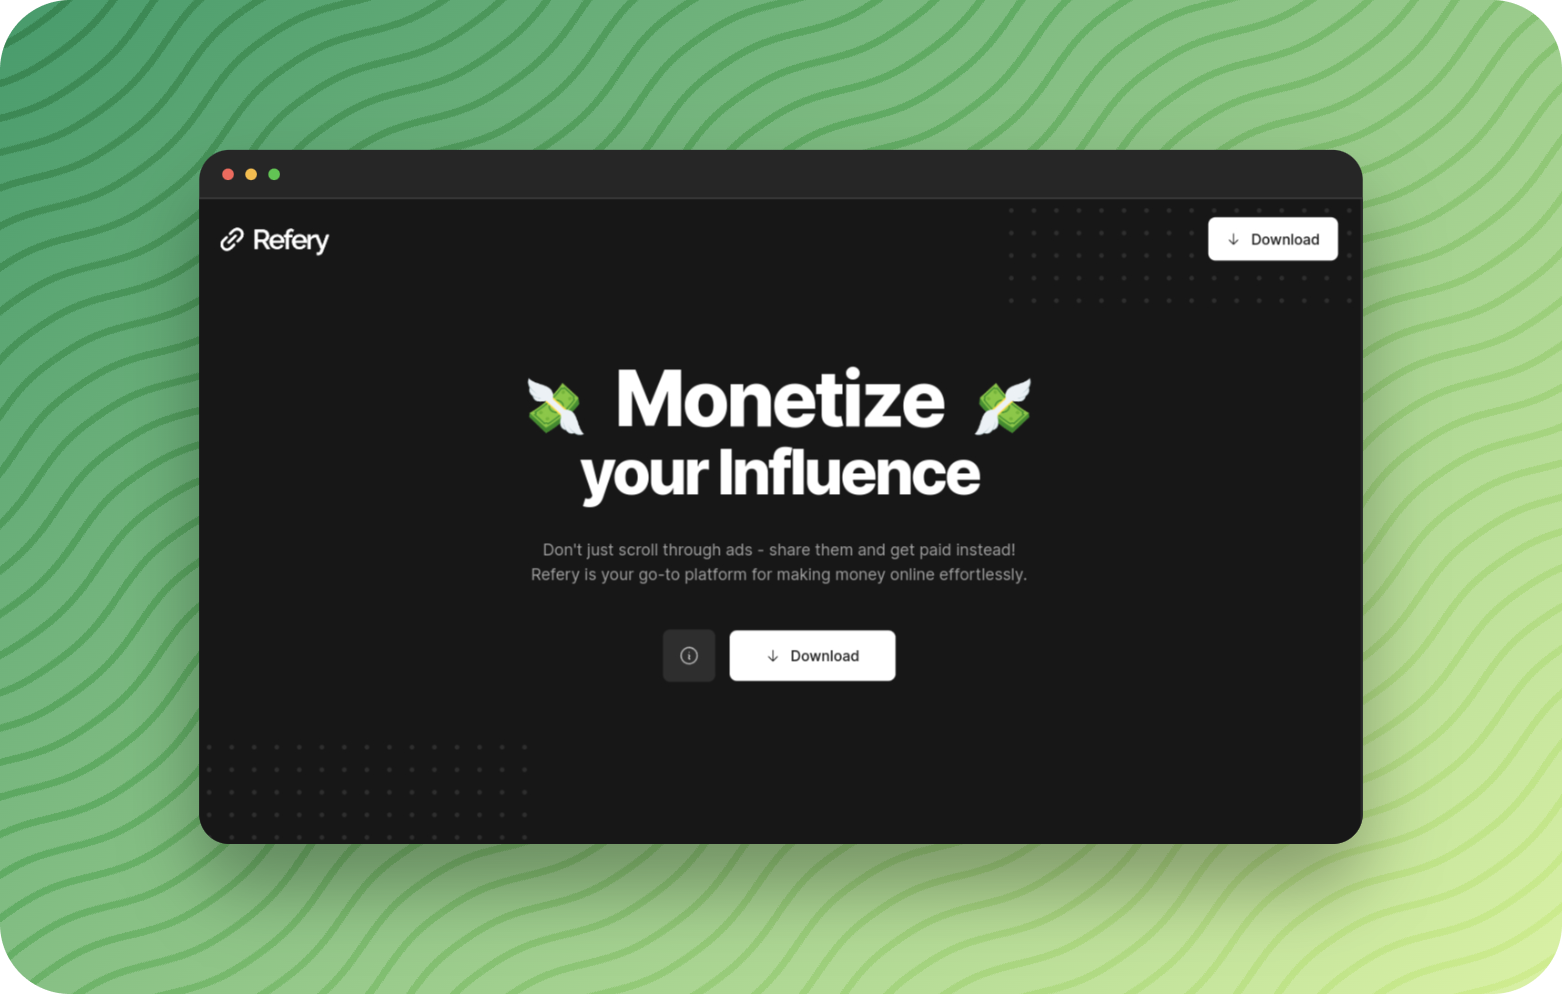 Refery
Download
Monetize
your Influence
Don't just scroll through ads - share them and get paid instead!
Refery is your go-to platform for making money online effortlessly.
Download